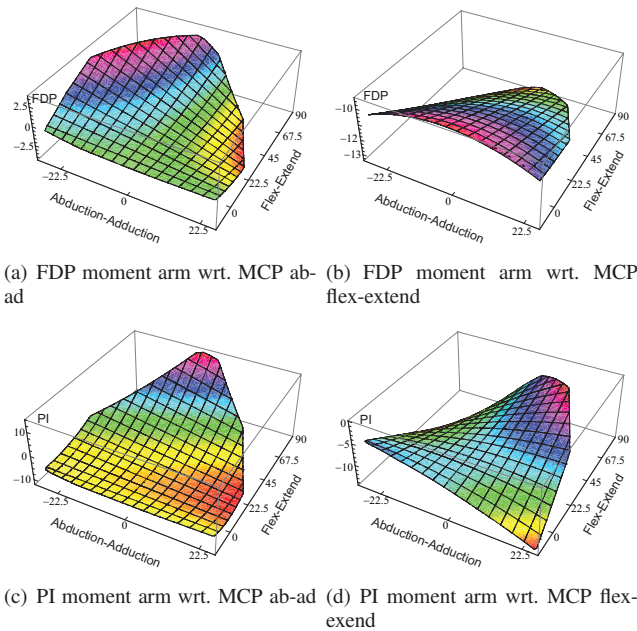 FDP
2.5
0
−2.5
−22.5
0
22.5
Abduction-Adduction
0
22.5
45
67.5
90
Flex-Extend
(a) FDP moment arm wrt. MCP ab-
ad
FDP
−10
−12
−13
−22.5
0
22.5
Abduction-Adduction
0
22.5
45
67.5
90
Flex-Extend
(b) FDP moment arm wrt. MCP
flex-extend
PI
10
0
−10
−22.5
0
22.5
Abduction-Adduction
0
22.5
45
67.5
90
Flex-Extend
(c) PI moment arm wrt. MCP ab-ad
PI
0
−5
−10
−22.5
0
22.5
Abduction-Adduction
0
22.5
45
67.5
90
Flex-Extend
(d) PI moment arm wrt. MCP flex-
exend